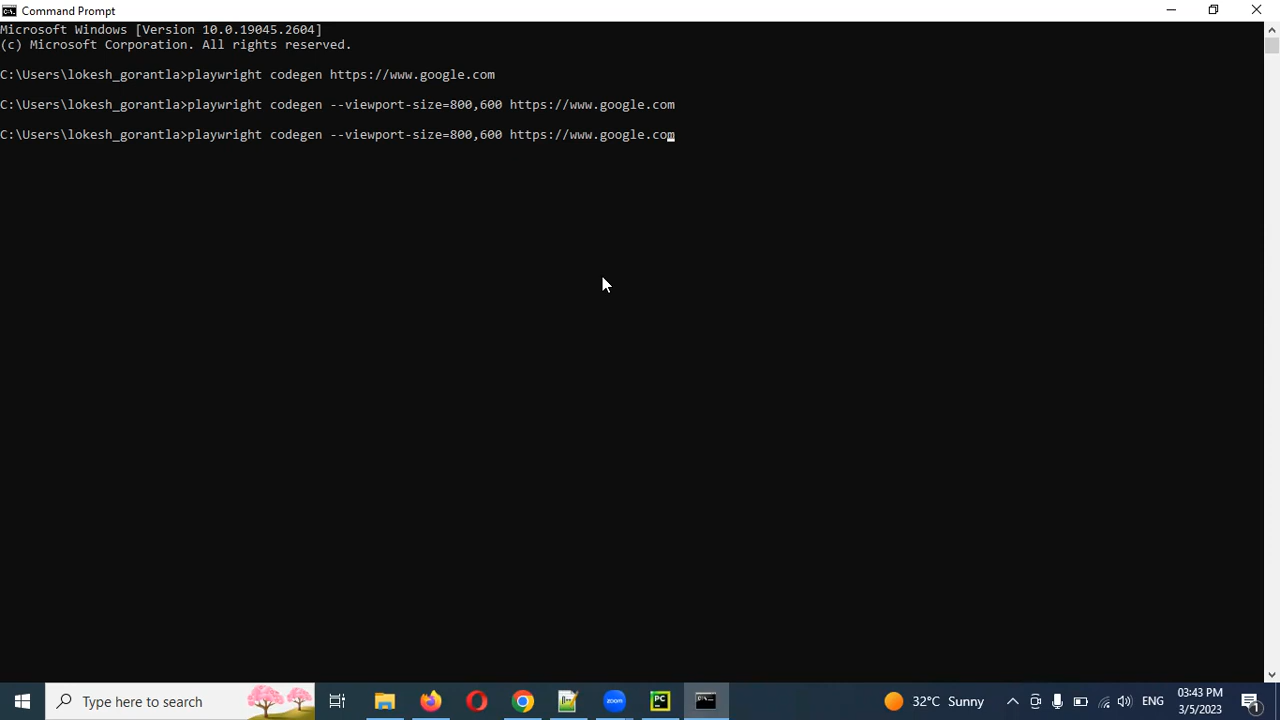 Command Prompt
Microsoft Windows [Version 10.0.19045.2604]
(c) Microsoft Corporation. All rights reserved.
C:\Users\lokesh_gorantla>playwright codegen https://www.google.com
C:\Users\lokesh_gorantla>playwright codegen --viewport-size=800,600 https://www.google.com
C:\Users\lokesh_gorantla>playwright codegen --viewport-size=800,600 https://www.google.com
Type here to search
zoom
PC
32°C Sunny
ENG
03:43 PM
3/5/2023
1